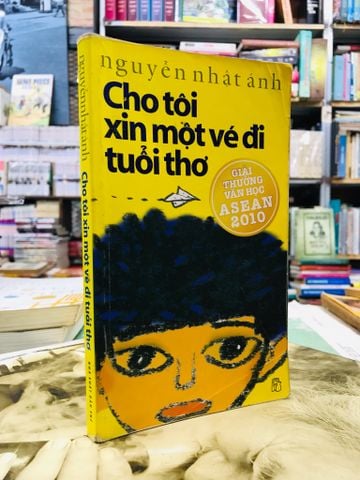 nguyễn nhật ánh
Cho tôi
xin một vé đi
tuổi thơ
GIẢI
THƯỞNG
VĂN HỌC
ASEAN
2010
nguyễn nhật ánh Cho tôi xin một vé đi tuổi thơ